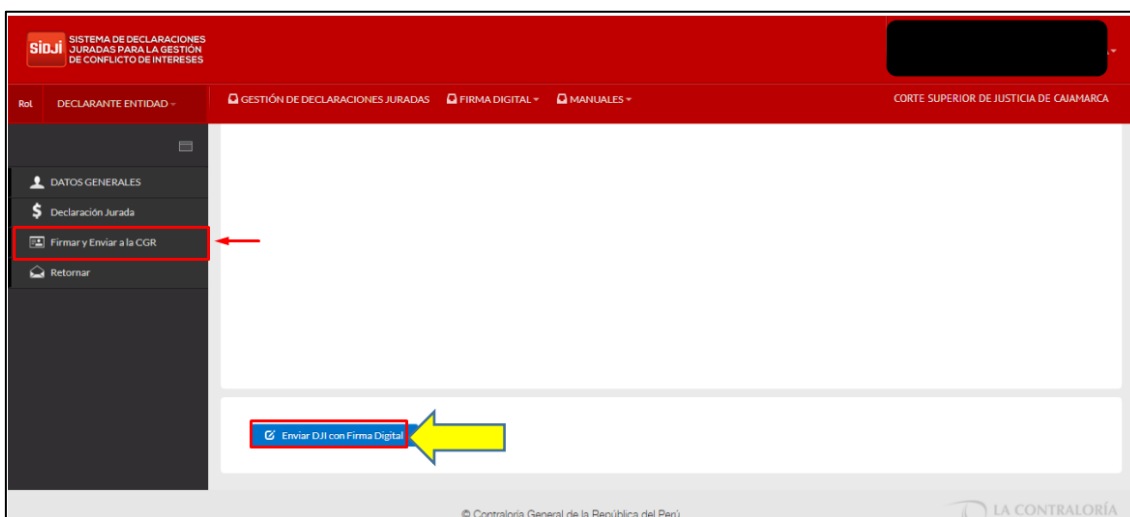 SIDJI
SISTEMA DE DECLARACIONES
JURADAS PARA LA GESTIÓN
DE CONFLICTO DE INTERESES
Rol. DECLARANTE ENTIDAD
GESTIÓN DE DECLARACIONES JURADAS FIRMA DIGITAL MANUALES
CORTE SUPERIOR DE JUSTICIA DE CAJAMARCA
DATOS GENERALES
Declaración Jurada
Firmar y Enviar a la CGR
Retornar
Enviar DJI con Firma Digital
© Contraloría General de la República del Perú
LA CONTRALORÍA